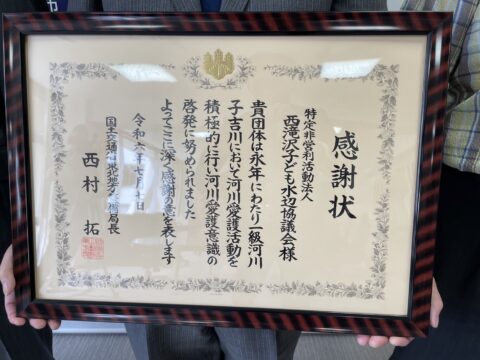 感謝状
特定非営利活動法人
西滝沢子ども水辺協議会様
貴団体は永年にわたり一級河川
子吉川において河川愛護活動を
積極的に行い河川愛護意識の
啓発に努められました
よってここに深く感謝の意を表します
令和六年七月十七日
国土交通省東北地方整備局長
西村 拓